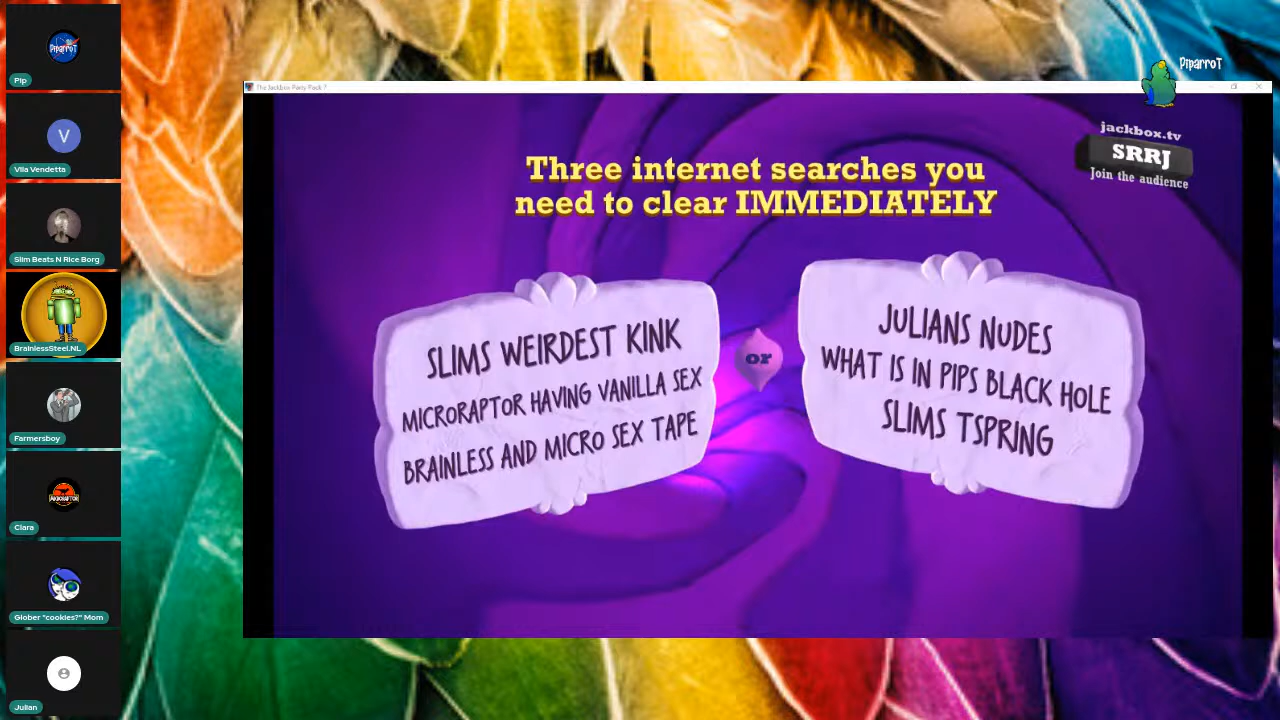 PiparroT
Pip
V
Vila Vendetta
Slim Beats N Rice Borg
BrainlessSteel.NL
Farmersboy
Clara
Glober "cookies?" Mom
Julian
PiparroT
The Jackbox Party Pack 7
jackbox.tv
SRRJ
Join the audience
Three internet searches you
need to clear IMMEDIATELY
SLIMS WEIRDEST KINK
MICRORAPTOR HAVING VANILLA SEX
BRAINLESS AND MICRO SEX TAPE
or
JULIANS NUDES
WHAT IS IN PIPS BLACK HOLE
SLIMS TSPRING